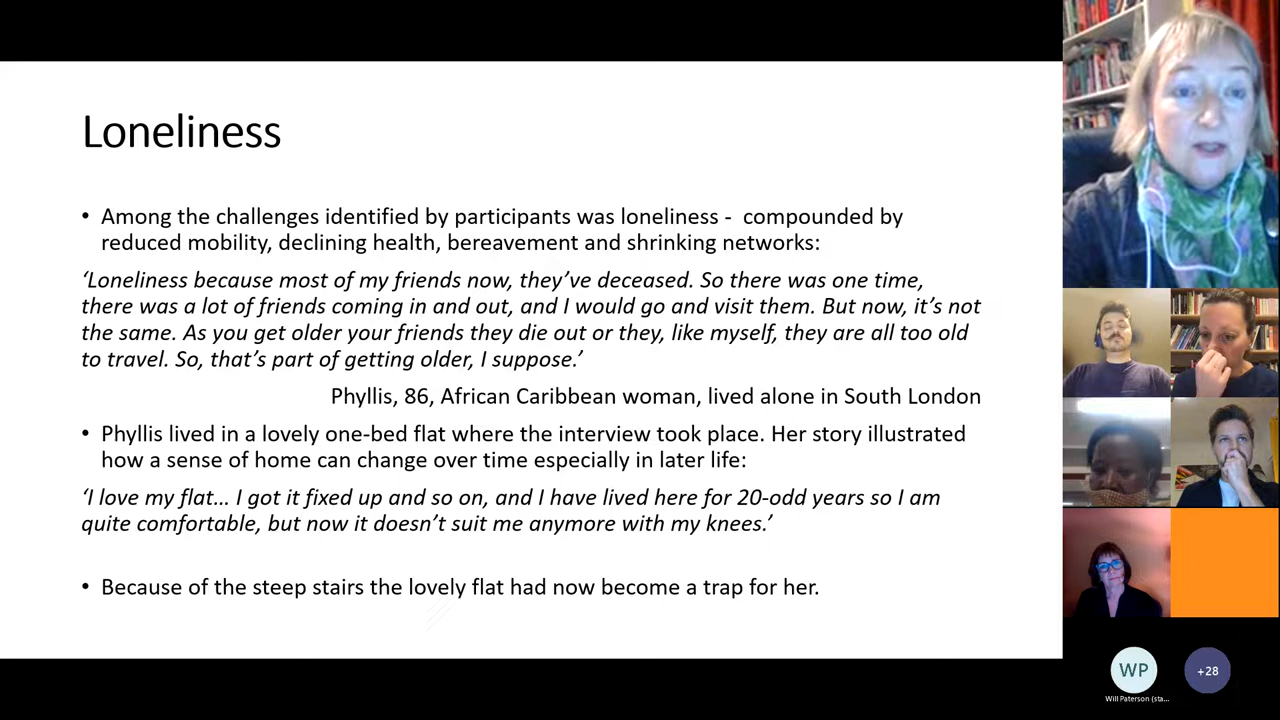 Loneliness
• Among the challenges identified by participants was loneliness -  compounded by
reduced mobility, declining health, bereavement and shrinking networks:
‘Loneliness because most of my friends now, they’ve deceased. So there was one time,
there was a lot of friends coming in and out, and I would go and visit them. But now, it’s not
the same. As you get older your friends they die out or they, like myself, they are all too old
to travel. So, that’s part of getting older, I suppose.’
Phyllis, 86, African Caribbean woman, lived alone in South London
• Phyllis lived in a lovely one-bed flat where the interview took place. Her story illustrated
how a sense of home can change over time especially in later life:
‘I love my flat… I got it fixed up and so on, and I have lived here for 20-odd years so I am
quite comfortable, but now it doesn’t suit me anymore with my knees.’
• Because of the steep stairs the lovely flat had now become a trap for her.
WP
+28
Will Paterson (sta...